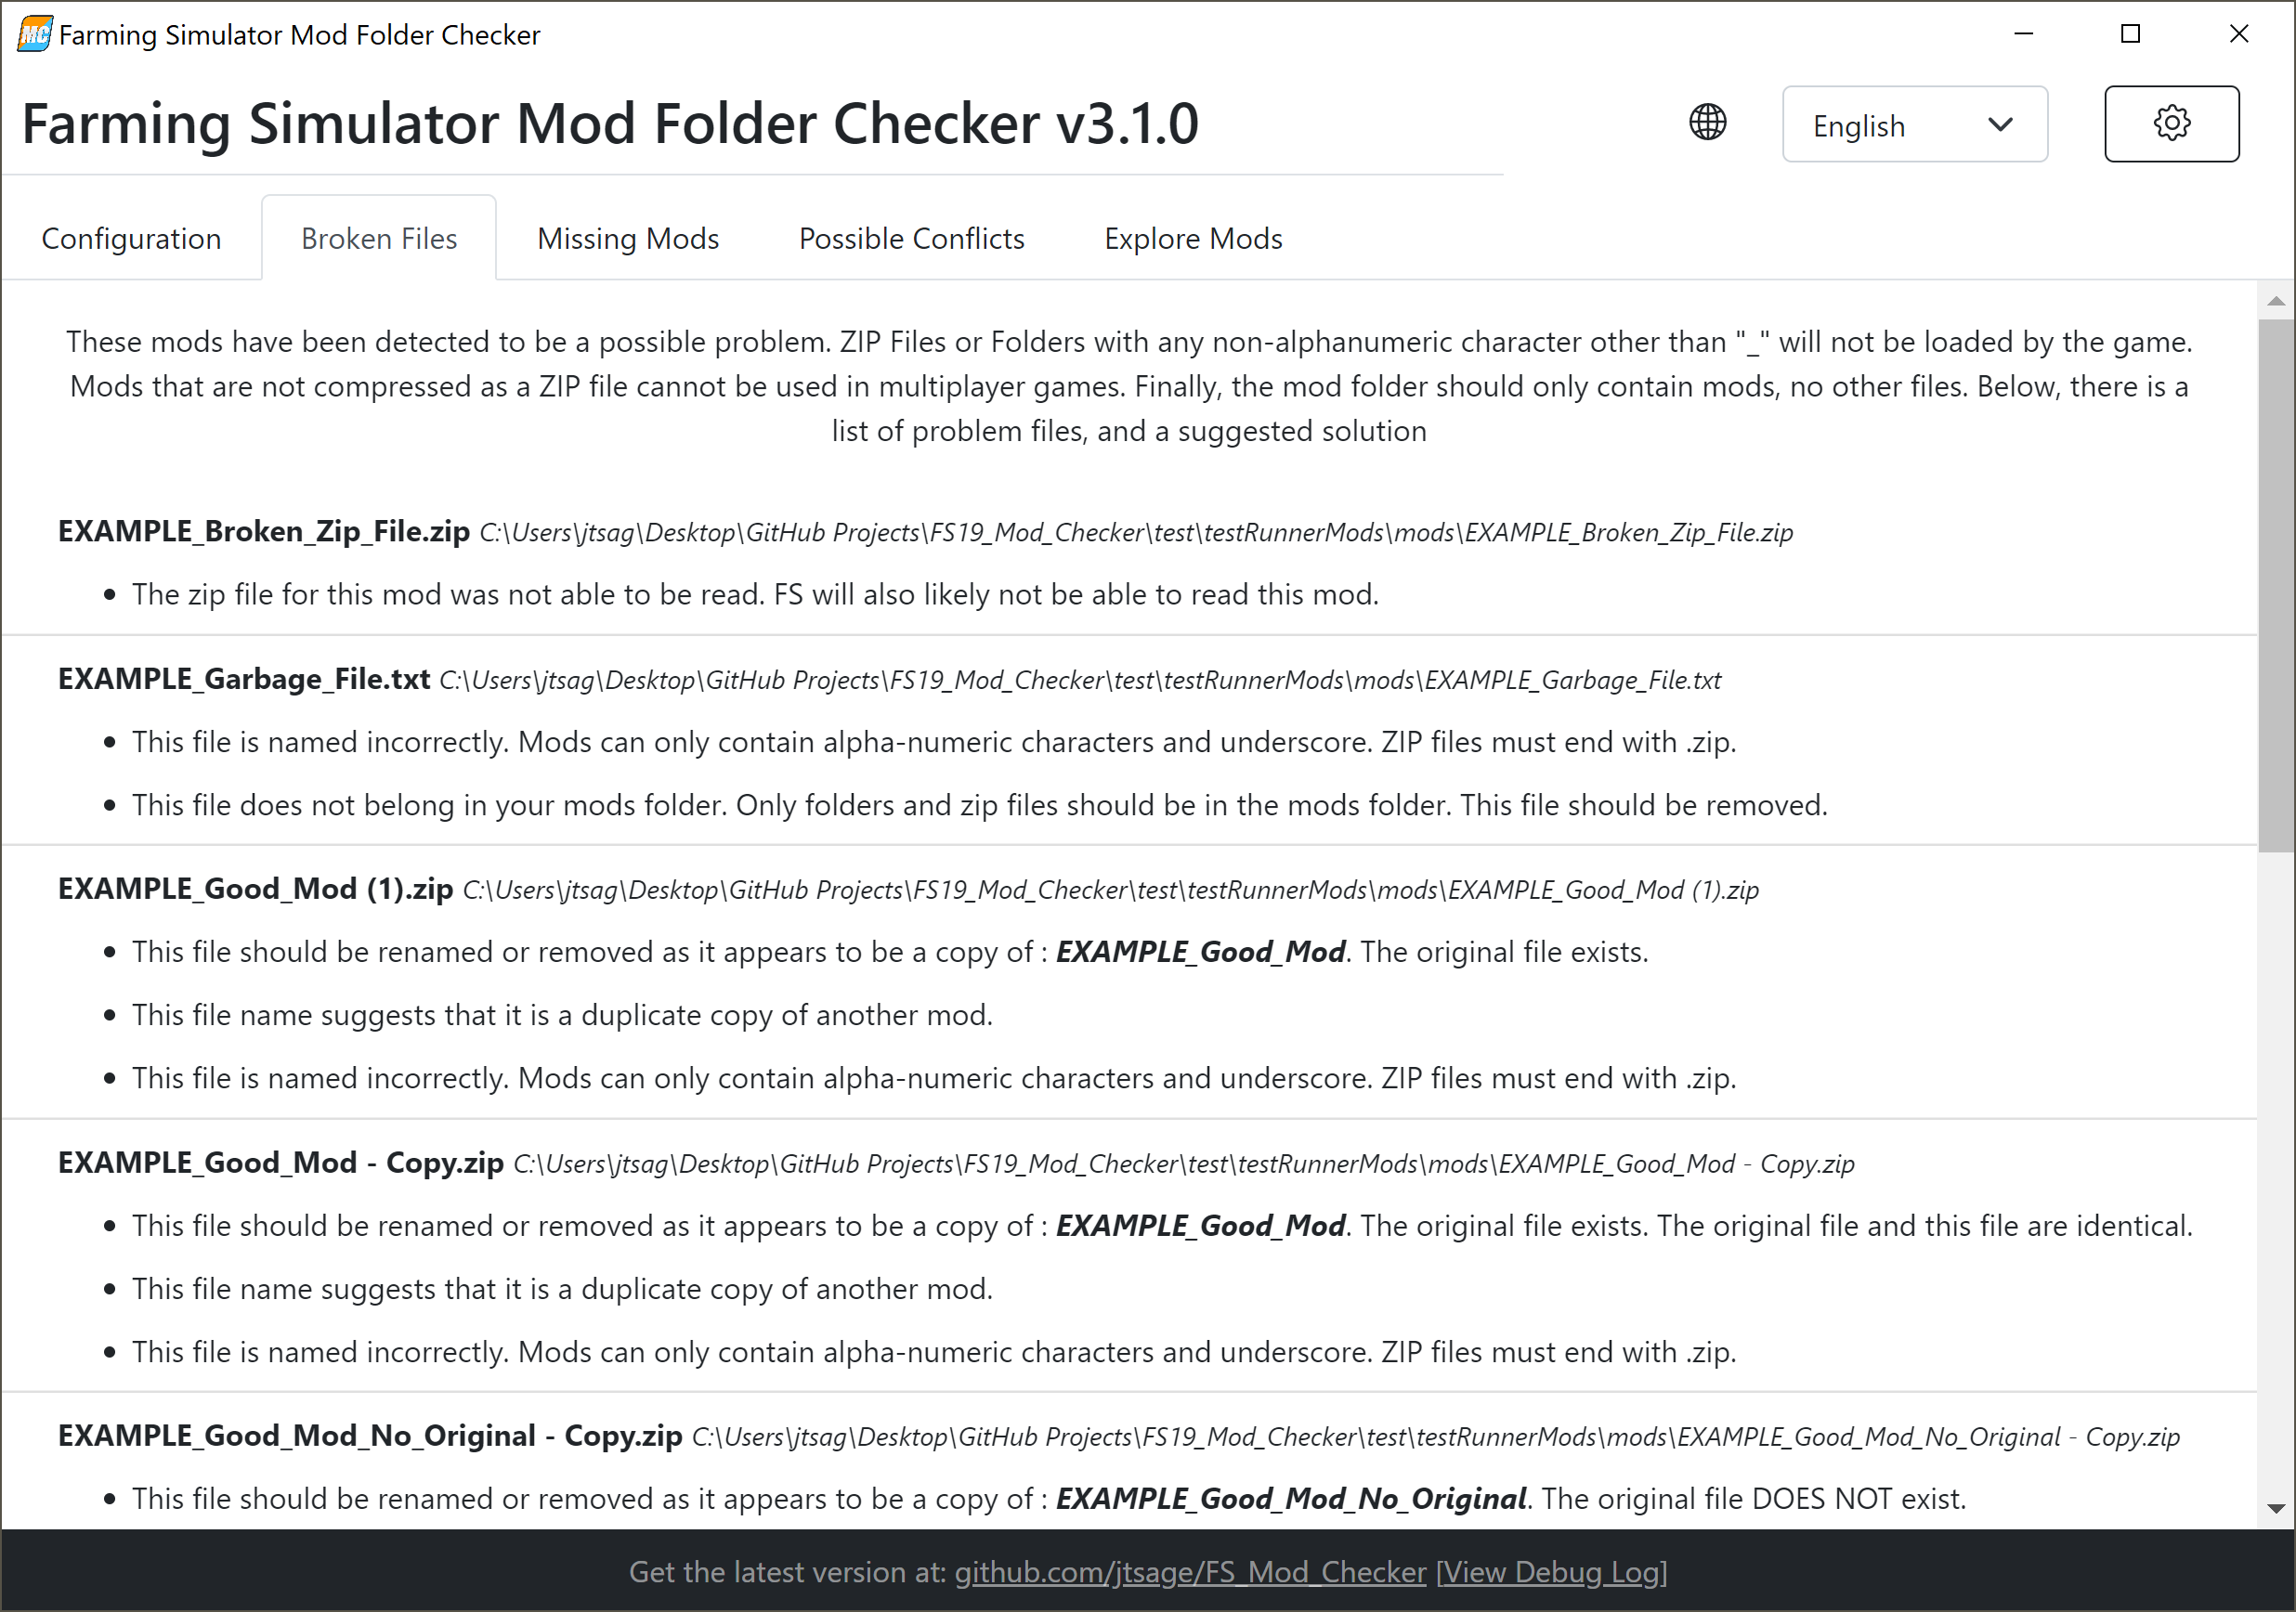 MC Farming Simulator Mod Folder Checker
Farming Simulator Mod Folder Checker v3.1.0
English
Configuration
Broken Files
Missing Mods
Possible Conflicts
Explore Mods
These mods have been detected to be a possible problem. ZIP Files or Folders with any non-alphanumeric character other than "_" will not be loaded by the game.
Mods that are not compressed as a ZIP file cannot be used in multiplayer games. Finally, the mod folder should only contain mods, no other files. Below, there is a
list of problem files, and a suggested solution
EXAMPLE_Broken_Zip_File.zip C:\Users\jtsag\Desktop\GitHub Projects\FS19_Mod_Checker\test\testRunnerMods\mods\EXAMPLE_Broken_Zip_File.zip
• The zip file for this mod was not able to be read. FS will also likely not be able to read this mod.
EXAMPLE_Garbage_File.txt C:\Users\jtsag\Desktop\GitHub Projects\FS19_Mod_Checker\test\testRunnerMods\mods\EXAMPLE_Garbage_File.txt
• This file is named incorrectly. Mods can only contain alpha-numeric characters and underscore. ZIP files must end with .zip.
• This file does not belong in your mods folder. Only folders and zip files should be in the mods folder. This file should be removed.
EXAMPLE_Good_Mod (1).zip C:\Users\jtsag\Desktop\GitHub Projects\FS19_Mod_Checker\test\testRunnerMods\mods\EXAMPLE_Good_Mod (1).zip
• This file should be renamed or removed as it appears to be a copy of : EXAMPLE_Good_Mod. The original file exists.
• This file name suggests that it is a duplicate copy of another mod.
• This file is named incorrectly. Mods can only contain alpha-numeric characters and underscore. ZIP files must end with .zip.
EXAMPLE_Good_Mod - Copy.zip C:\Users\jtsag\Desktop\GitHub Projects\FS19_Mod_Checker\test\testRunnerMods\mods\EXAMPLE_Good_Mod - Copy.zip
• This file should be renamed or removed as it appears to be a copy of : EXAMPLE_Good_Mod. The original file exists. The original file and this file are identical.
• This file name suggests that it is a duplicate copy of another mod.
• This file is named incorrectly. Mods can only contain alpha-numeric characters and underscore. ZIP files must end with .zip.
EXAMPLE_Good_Mod_No_Original - Copy.zip C:\Users\jtsag\Desktop\GitHub Projects\FS19_Mod_Checker\test\testRunnerMods\mods\EXAMPLE_Good_Mod_No_Original - Copy.zip
• This file should be renamed or removed as it appears to be a copy of : EXAMPLE_Good_Mod_No_Original. The original file DOES NOT exist.
Get the latest version at: github.com/jtsage/FS_Mod_Checker [View Debug Log]